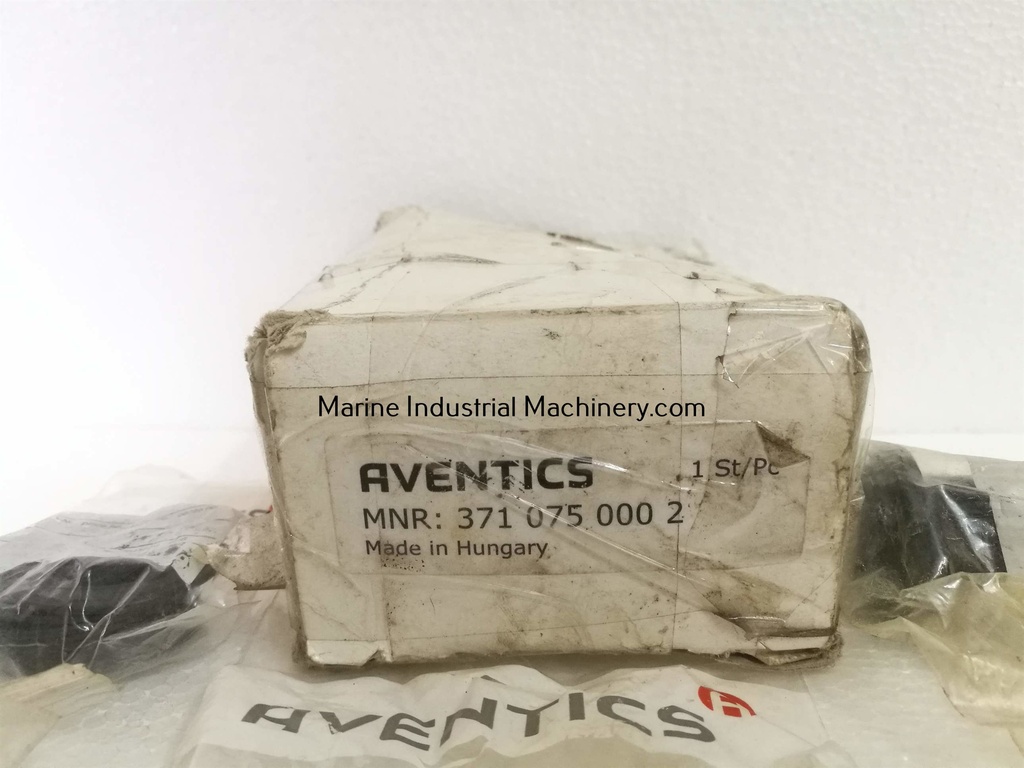 Marine Industrial Machinery.com
AVENTICS 1 St/Pc
MNR: 371 075 000 2
Made in Hungary
AVENTICS